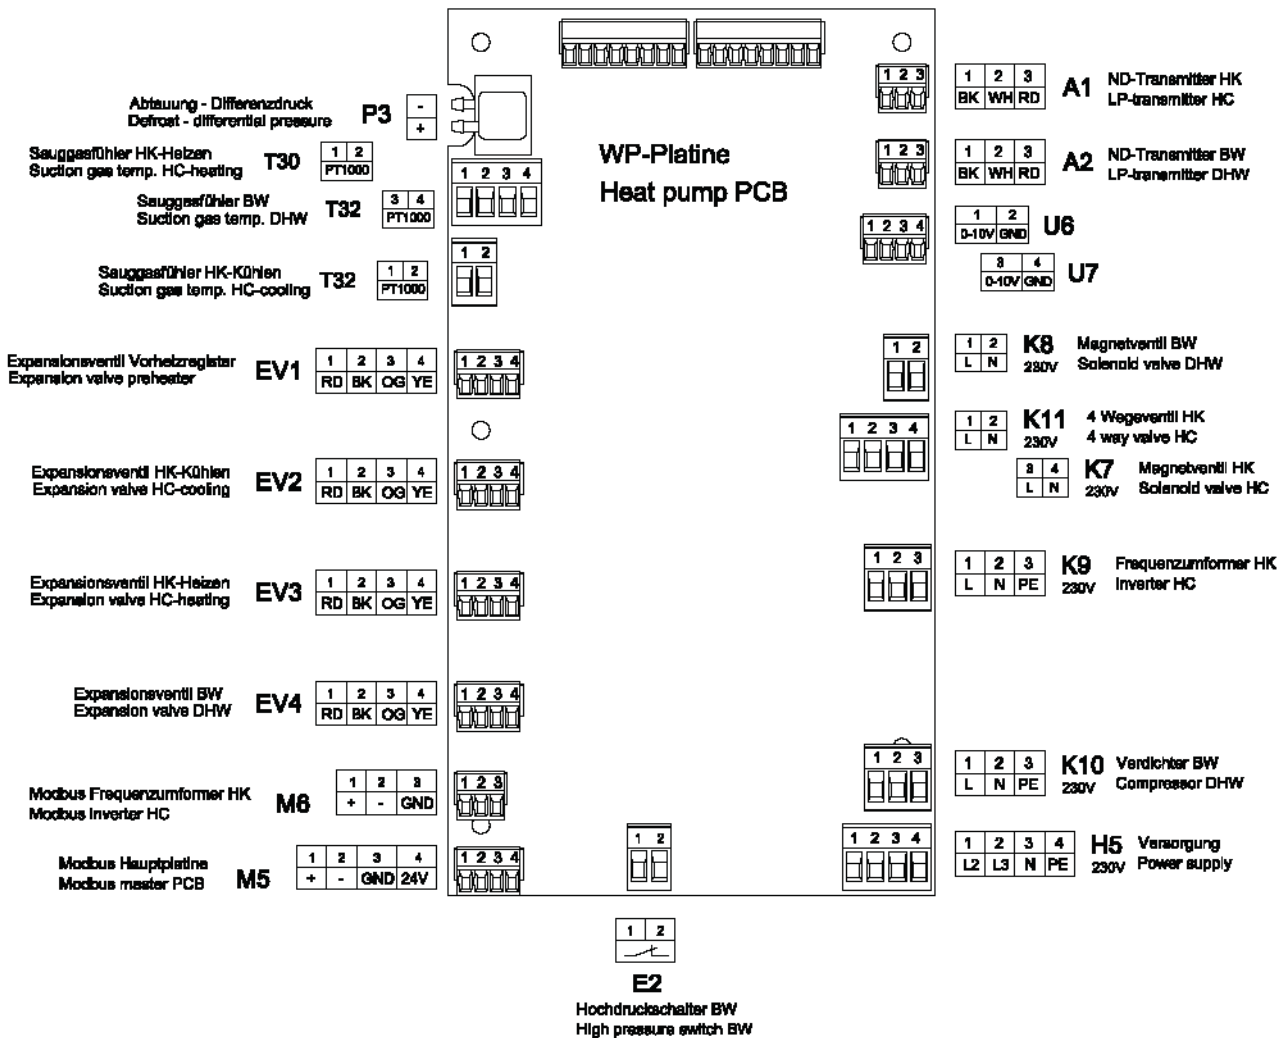 WP-Platine
Heat pump PCB
Abtauung - Differenzdruck
Defrost - differential pressure
P3
-
+
Sauggasfühler HK-Heizen
Suction gas temp. HC-heating
T30
1 2
PT1000
Sauggasfühler BW
Suction gas temp. DHW
T32
3 4
PT1000
1 2 3 4
Sauggasfühler HK-Kühlen
Suction gas temp. HC-cooling
T32
1 2
PT1000
1 2
Expansionsventil Vorheizregister
Expansion valve preheater
EV1
1 2 3 4
RD BK OG YE
1 2 3 4
Expansionsventil HK-Kühlen
Expansion valve HC-cooling
EV2
1 2 3 4
RD BK OG YE
1 2 3 4
Expansionsventil HK-Heizen
Expansion valve HC-heating
EV3
1 2 3 4
RD BK OG YE
1 2 3 4
Expansionsventil BW
Expansion valve DHW
EV4
1 2 3 4
RD BK OG YE
1 2 3 4
Modbus Frequenzumformer HK
Modbus Inverter HC
M6
1 2 3
+ - GND
1 2 3
Modbus Hauptplatine
Modbus master PCB
M5
1 2 3 4
+ - GND 24V
1 2 3 4
1 2 3
1 2 3
BK WH RD
A1
ND-Transmitter HK
LP-transmitter HC
1 2 3
1 2 3
BK WH RD
A2
ND-Transmitter BW
LP-transmitter DHW
1 2 3 4
1 2
0-10V GND
U6
3 4
0-10V GND
U7
1 2
1 2
L N
K8
230V
Magnetventil BW
Solenoid valve DHW
1 2 3 4
1 2
L N
K11
230V
4 Wegeventil HK
4 way valve HC
3 4
L N
K7
230V
Magnetventil HK
Solenoid valve HC
1 2 3
1 2 3
L N PE
K9
230V
Frequenzumformer HK
Inverter HC
1 2 3
1 2 3
L N PE
K10
230V
Verdichter BW
Compressor DHW
1 2 3 4
1 2 3 4
L2 L3 N PE
H5
230V
Versorgung
Power supply
1 2
1 2
E2
Hochdruckschalter BW
High pressure switch BW